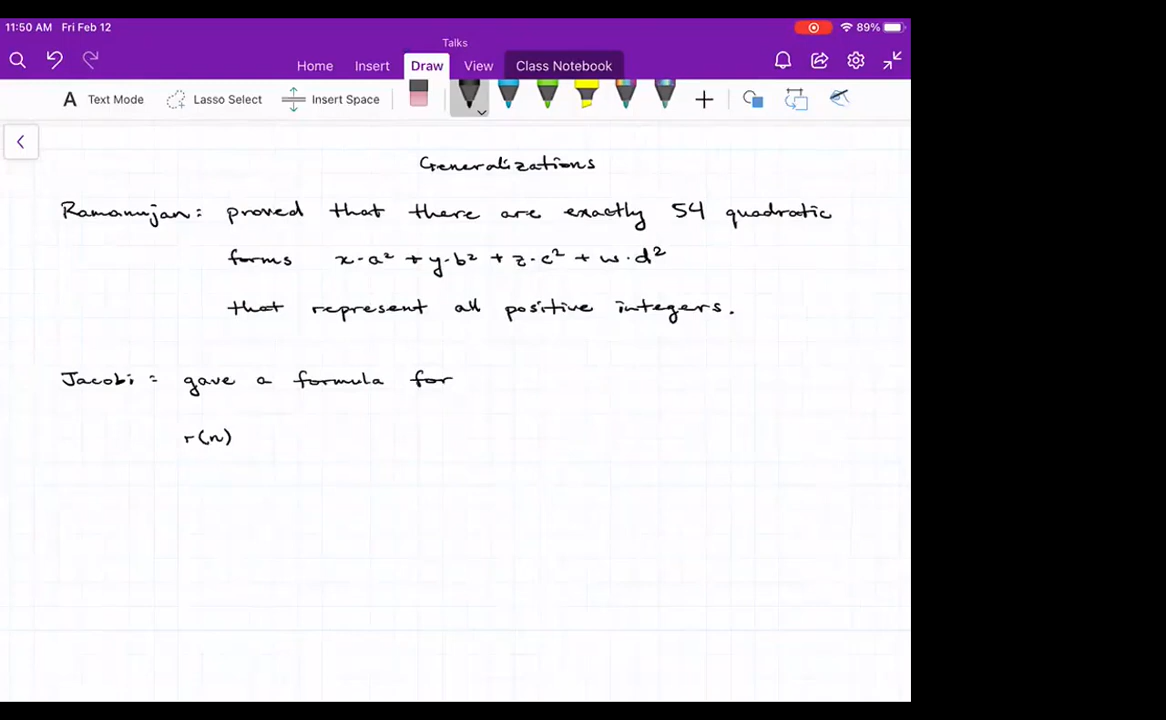 11:50 AM Fri Feb 12
89%
Talks
Home Insert Draw View Class Notebook
Text Mode Lasso Select Insert Space
Generalizations
Ramanujan: proved that there are exactly 54 quadratic
forms x·a² + y·b² + z·c² + w·d²
that represent all positive integers.
Jacobi: gave a formula for
r(n)